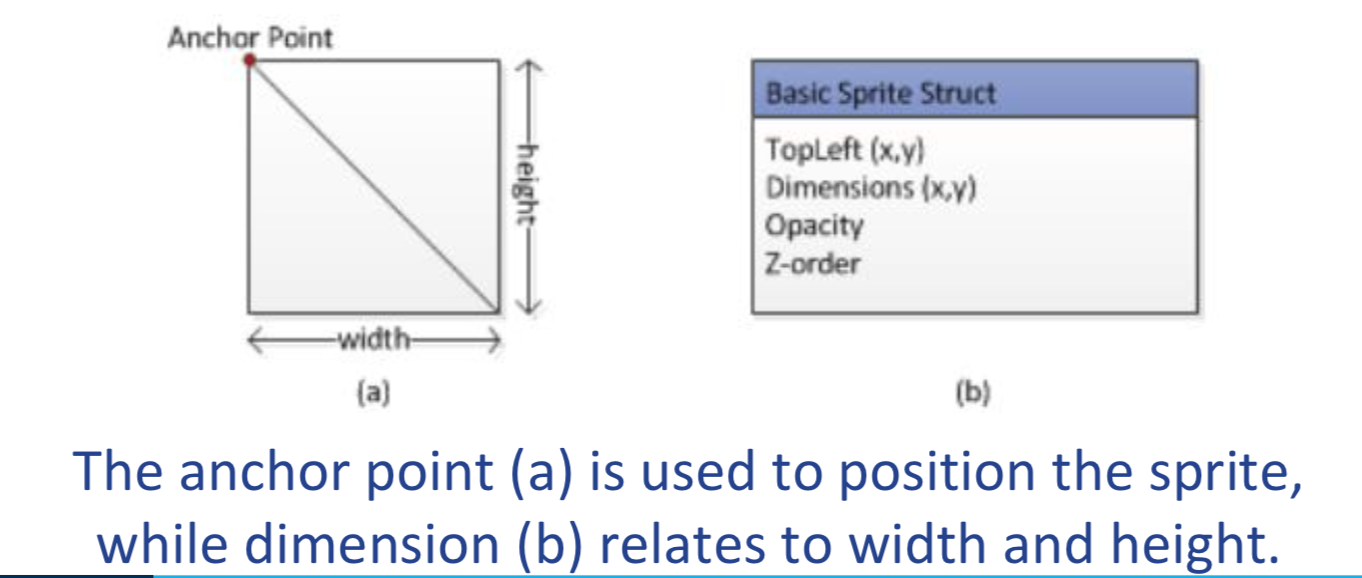 Anchor Point
height
width
(a)
Basic Sprite Struct
TopLeft (x,y)
Dimensions (x,y)
Opacity
Z-order
(b)
The anchor point (a) is used to position the sprite,
while dimension (b) relates to width and height.